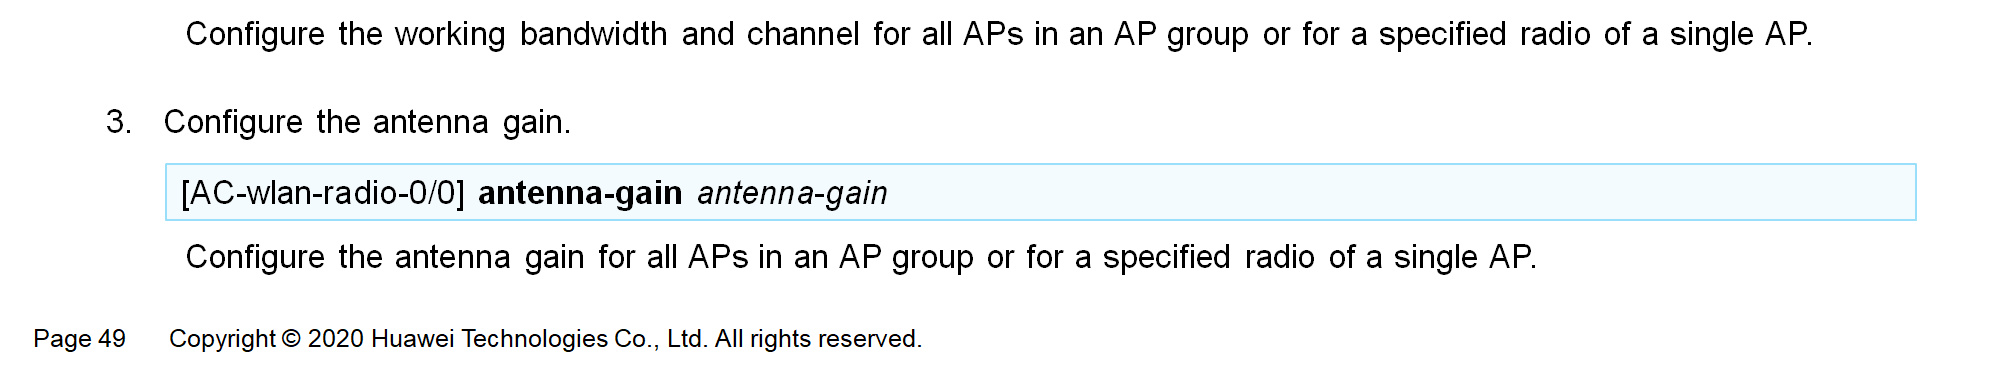 Configure the working bandwidth and channel for all APs in an AP group or for a specified radio of a single AP.
3. Configure the antenna gain.
[AC-wlan-radio-0/0] antenna-gain antenna-gain
Configure the antenna gain for all APs in an AP group or for a specified radio of a single AP.
Page 49 Copyright © 2020 Huawei Technologies Co., Ltd. All rights reserved.